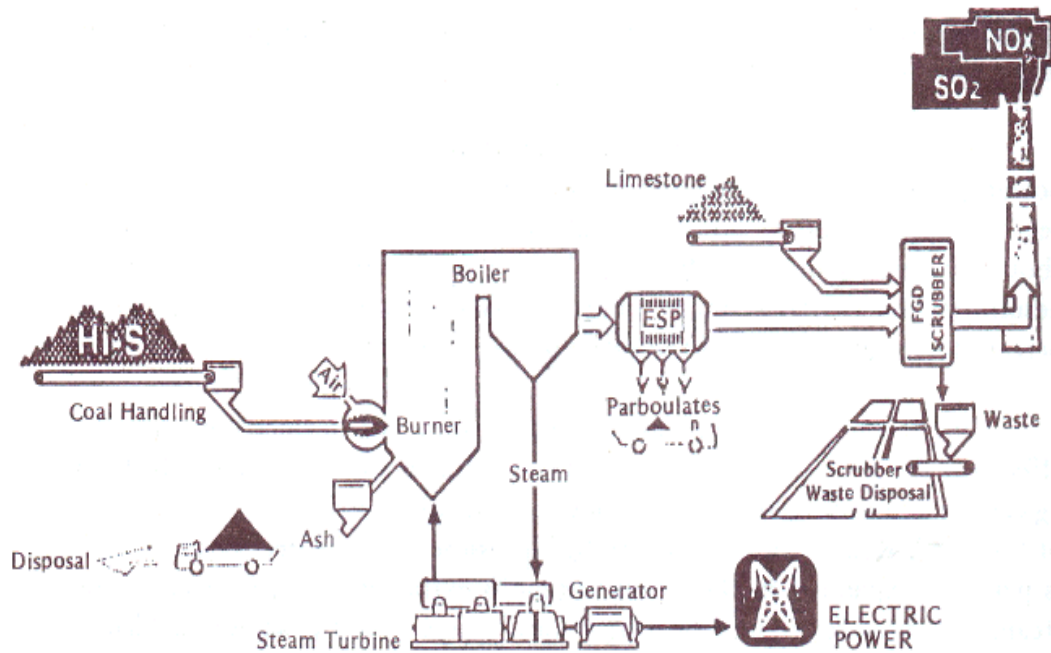 NOx
SO2
Limestone
Boiler
FGD
SCRUBBER
ESP
HI-S
Air
Coal Handling
Burner
Parboulates
Waste
Steam
Scrubber
Waste Disposal
Ash
Disposal
Generator
Steam Turbine
ELECTRIC
POWER